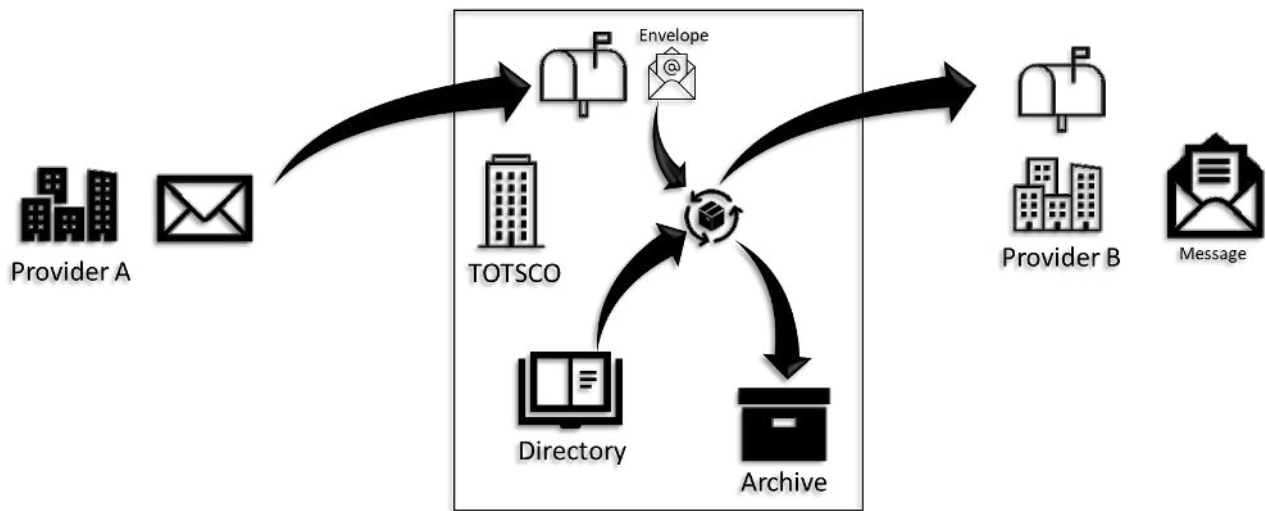 Envelope
Provider A
TOTSCO
Provider B
Message
Directory
Archive